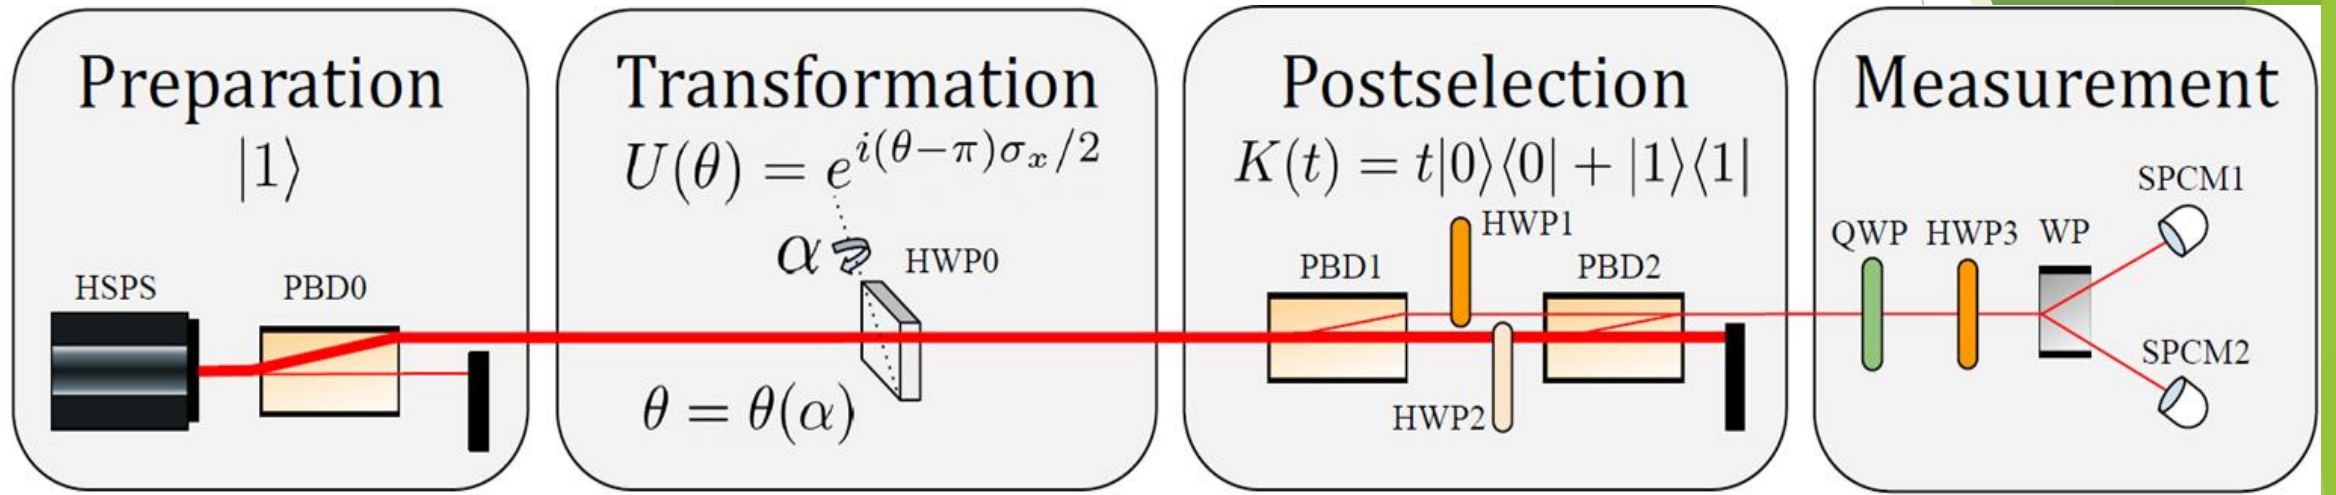 Preparation
|1⟩
HSPS
PBD0
Transformation
U(θ) = e^{i(θ−π)σ_x/2}
α
HWP0
θ = θ(α)
Postselection
K(t) = t|0⟩⟨0| + |1⟩⟨1|
HWP1
PBD1
PBD2
HWP2
Measurement
SPCM1
QWP
HWP3
WP
SPCM2